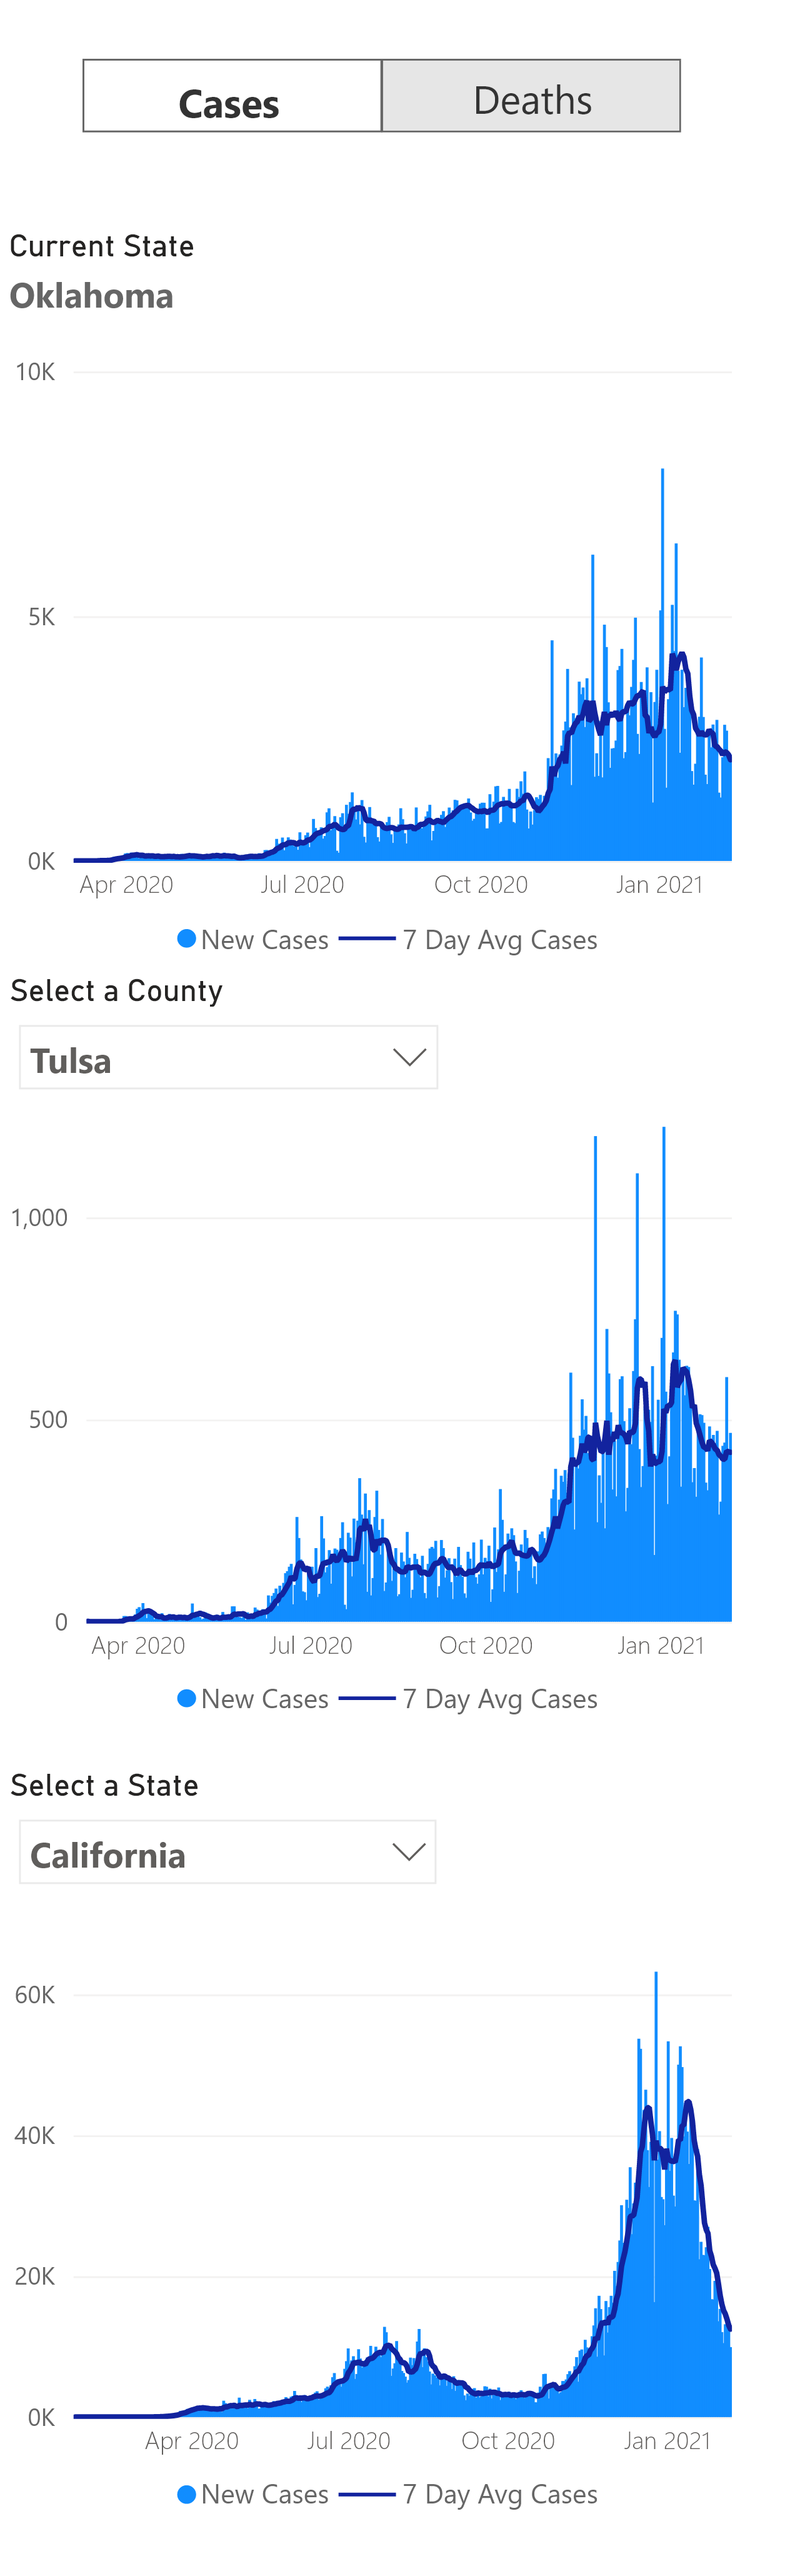 Cases Deaths
Current State
Oklahoma
10K
5K
0K
Apr 2020 Jul 2020 Oct 2020 Jan 2021
New Cases 7 Day Avg Cases
Select a County
Tulsa
1,000
500
0
Apr 2020 Jul 2020 Oct 2020 Jan 2021
New Cases 7 Day Avg Cases
Select a State
California
60K
40K
20K
0K
Apr 2020 Jul 2020 Oct 2020 Jan 2021
New Cases 7 Day Avg Cases